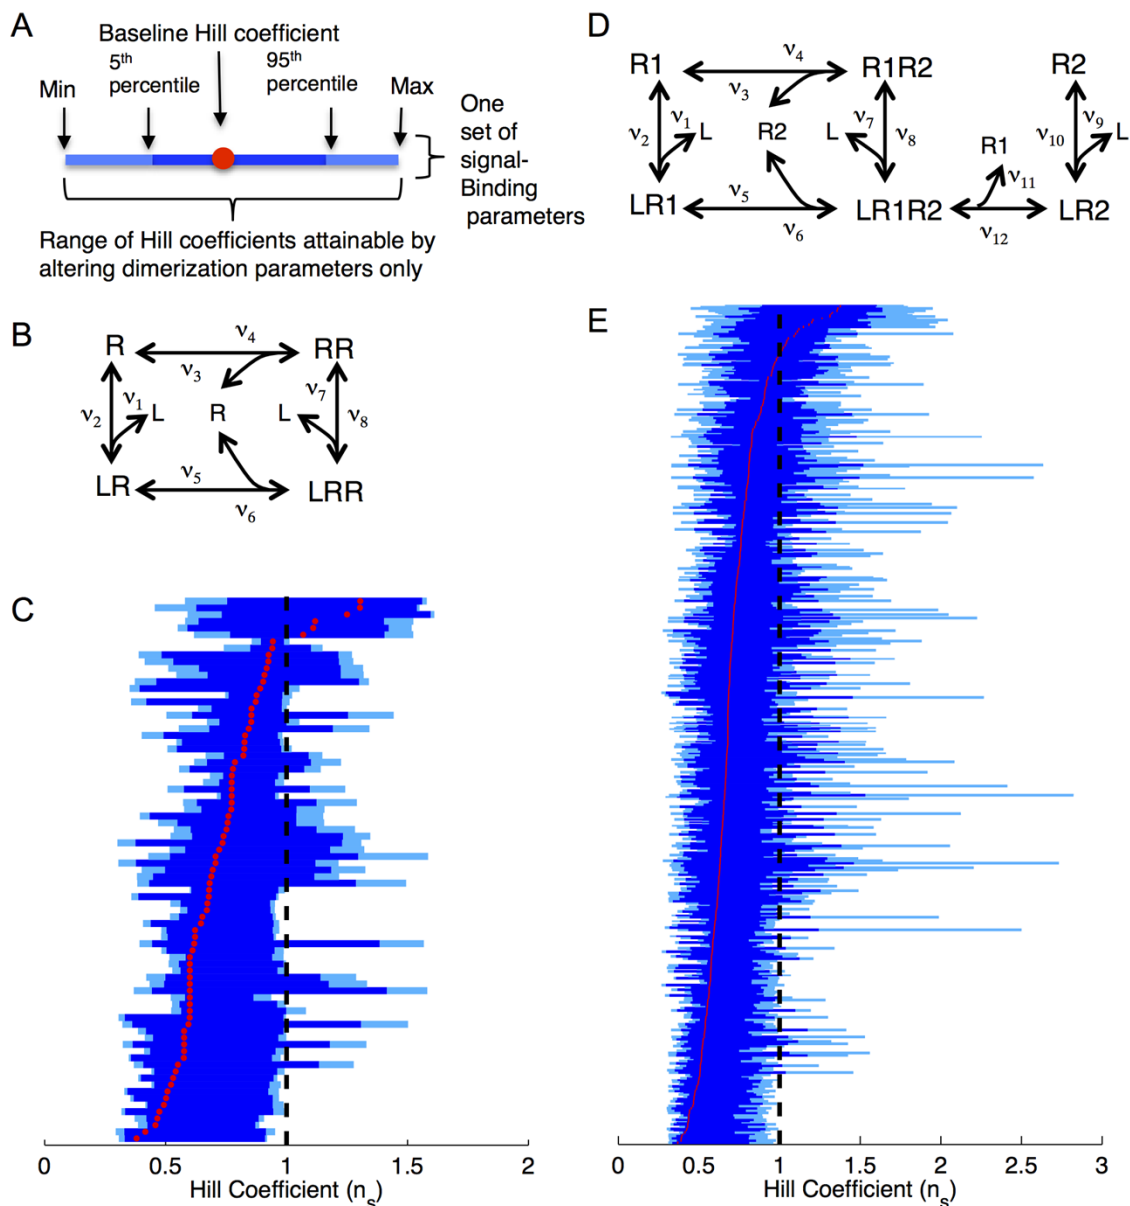 A
Baseline Hill coefficient
5th
percentile
95th
percentile
Min
Max
One
set of
signal-
Binding
parameters
Range of Hill coefficients attainable by
altering dimerization parameters only
B
R
ν4
RR
ν3
ν2
ν1
L
R
L
ν7
ν8
LR
ν5
ν6
LRR
C
0
0.5
1
1.5
2
Hill Coefficient (ns)
D
R1
ν4
R1R2
R2
ν3
ν2
ν1
L
R2
L
ν7
ν8
R1
ν9
ν10
L
ν11
LR1
ν5
ν6
LR1R2
ν12
LR2
E
0
0.5
1
1.5
2
2.5
3
Hill Coefficient (ns)